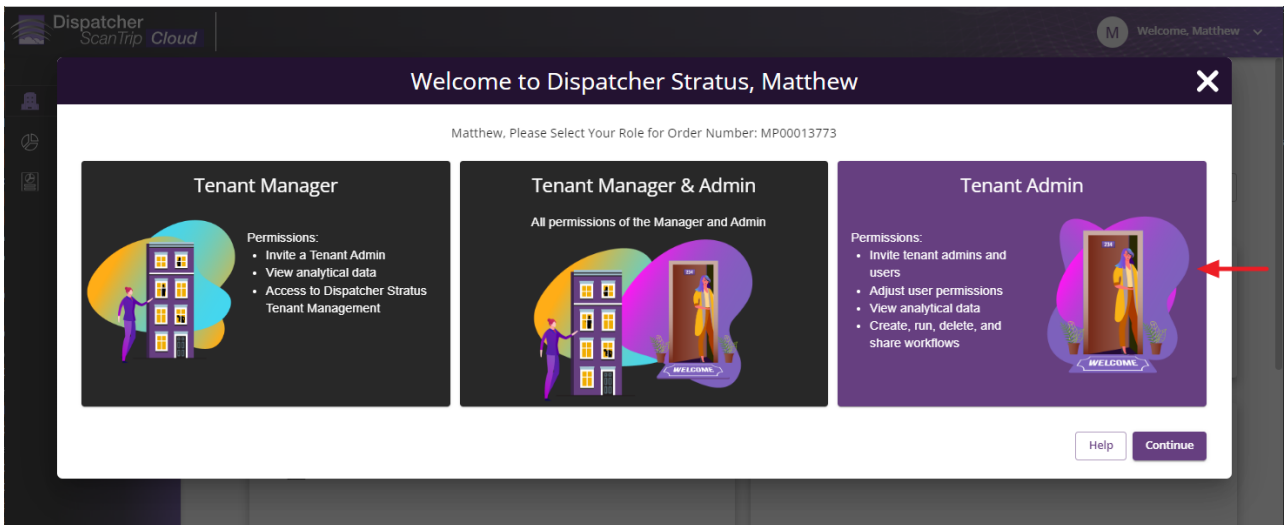 Dispatcher
ScanTrip Cloud
M
Welcome, Matthew
Welcome to Dispatcher Stratus, Matthew
Matthew, Please Select Your Role for Order Number: MP00013773
Tenant Manager
Permissions:
• Invite a Tenant Admin
• View analytical data
• Access to Dispatcher Stratus
Tenant Management
Tenant Manager & Admin
All permissions of the Manager and Admin
234
WELCOME
Tenant Admin
Permissions:
• Invite tenant admins and
users
• Adjust user permissions
• View analytical data
• Create, run, delete, and
share workflows
234
WELCOME
Help
Continue